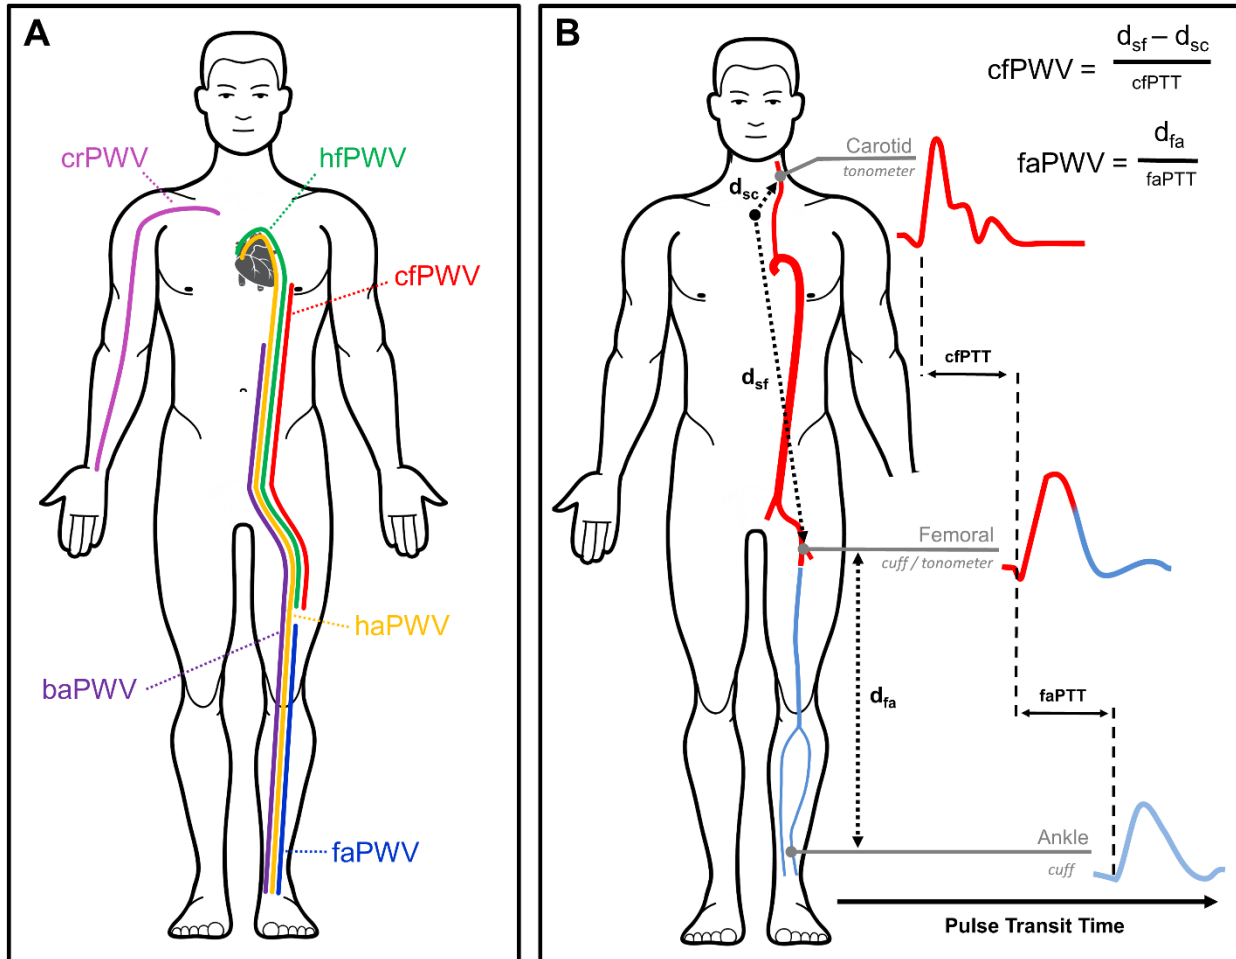 A
crPWV
hfPWV
cfPWV
haPWV
baPWV
faPWV
B
cfPWV = dsf – dsc
cfPTT
faPWV = dfa
faPTT
Carotid
tonometer
dsc
cfPTT
dsf
Femoral
cuff / tonometer
dfa
faPTT
Ankle
cuff
Pulse Transit Time